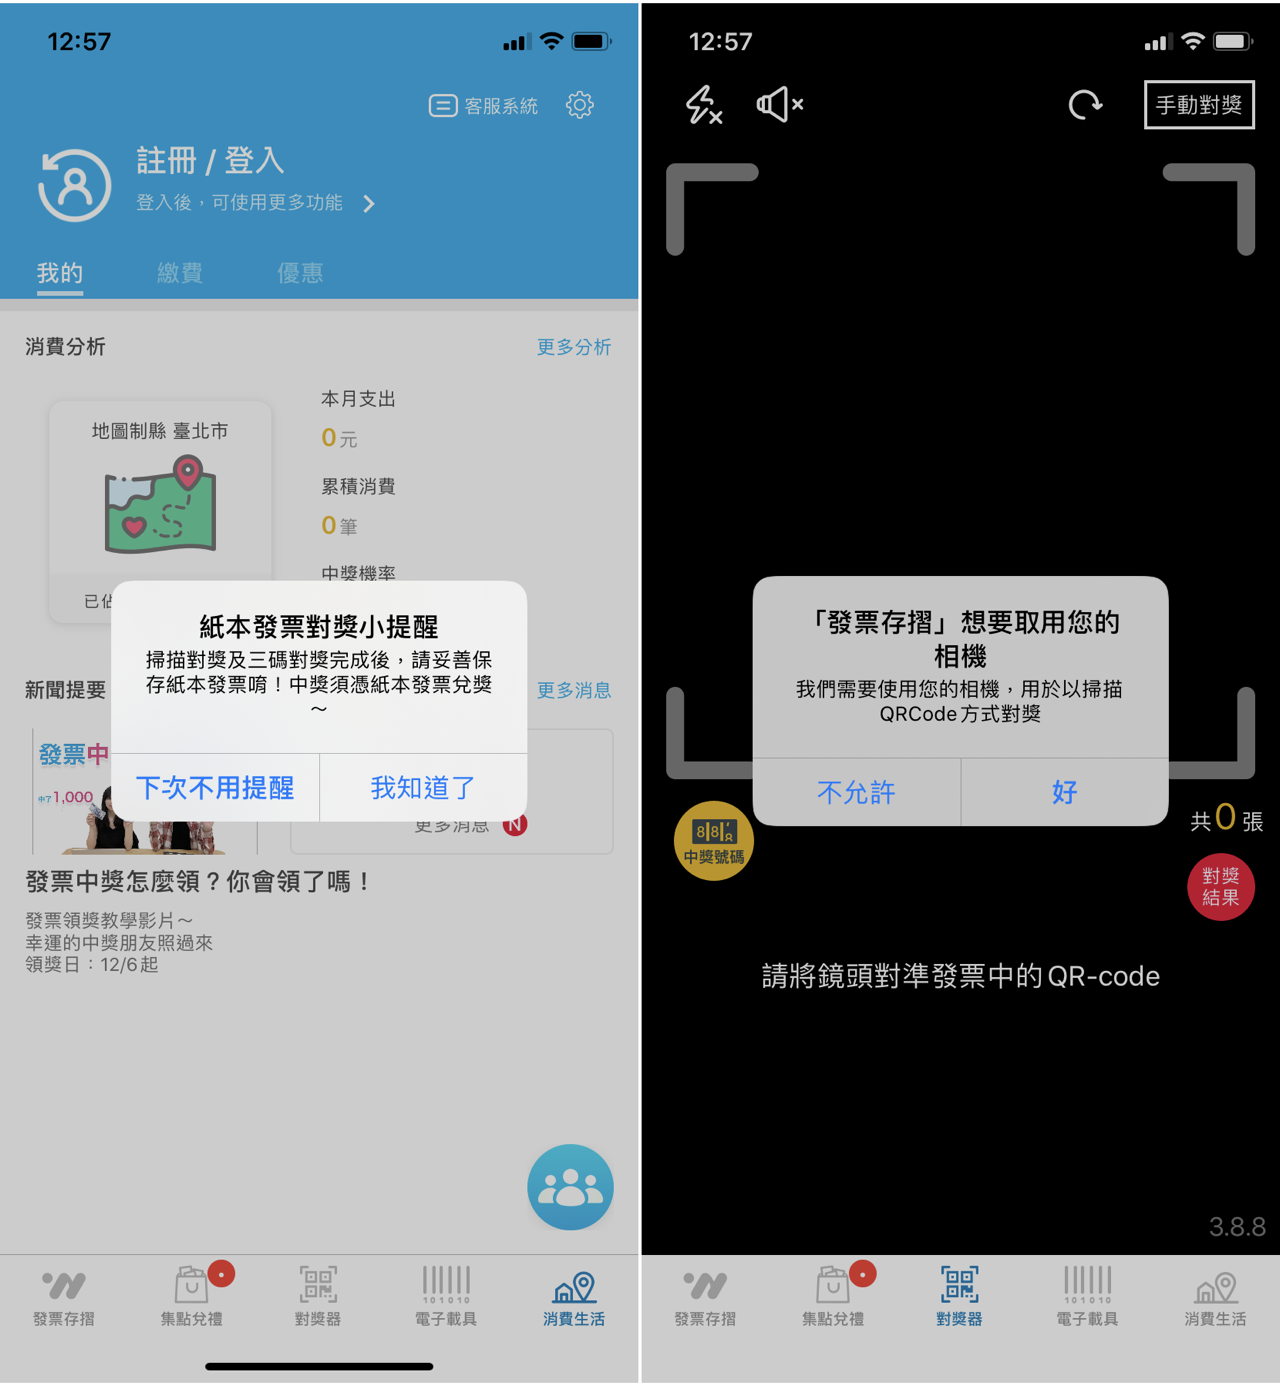 12:57
客服系統
註冊 / 登入
登入後，可使用更多功能
我的
繳費
優惠
消費分析
更多分析
地圖制縣 臺北市
本月支出
0元
累積消費
0筆
中獎機率
已佔
紙本發票對獎小提醒
掃描對獎及三碼對獎完成後，請妥善保
存紙本發票唷！中獎須憑紙本發票兌獎
～
下次不用提醒
我知道了
新聞提要
更多消息
發票中
中了1,000
更多消息
N
發票中獎怎麼領？你會領了嗎！
發票領獎教學影片～
幸運的中獎朋友照過來
領獎日：12/6起
發票存摺
集點兌禮
對獎器
101010
電子載具
消費生活
12:57
手動對獎
「發票存摺」想要取用您的
相機
我們需要使用您的相機，用於以掃描
QRCode方式對獎
不允許
好
888
中獎號碼
共0張
對獎
結果
請將鏡頭對準發票中的QR-code
3.8.8
發票存摺
集點兌禮
對獎器
101010
電子載具
消費生活